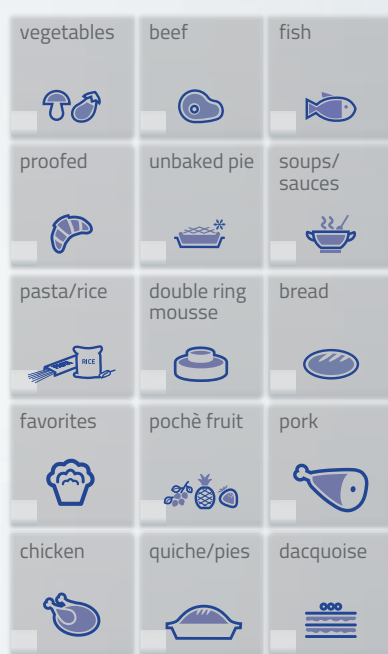 vegetables
beef
fish
proofed
unbaked pie
soups/
sauces
pasta/rice
double ring
mousse
bread
RICE
favorites
pochè fruit
pork
chicken
quiche/pies
dacquoise